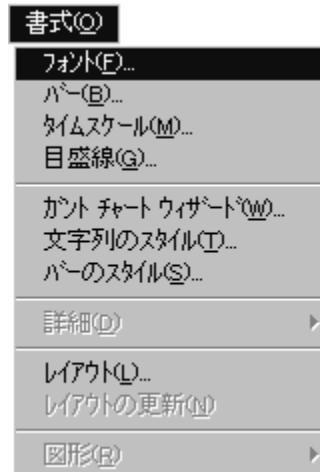 書式(O)
フォント(F)...
バー(B)...
タイムスケール(M)...
目盛線(G)...
ガント チャート ウィザード(W)...
文字列のスタイル(T)...
バーのスタイル(S)...
詳細(D)
レイアウト(L)...
レイアウトの更新(N)
図形(R)